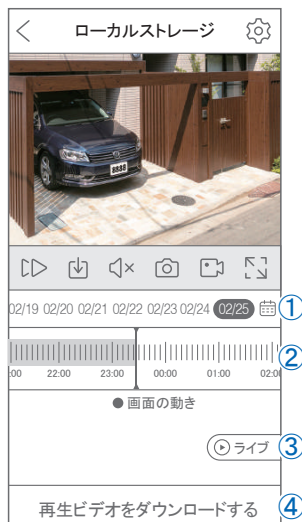 ローカルストレージ
8888
02/19 02/20 02/21 02/22 02/23 02/24 02/25 ①
②
:00 22:00 23:00 00:00 01:00 02:0
●画面の動き
ライブ ③
再生ビデオをダウンロードする ④